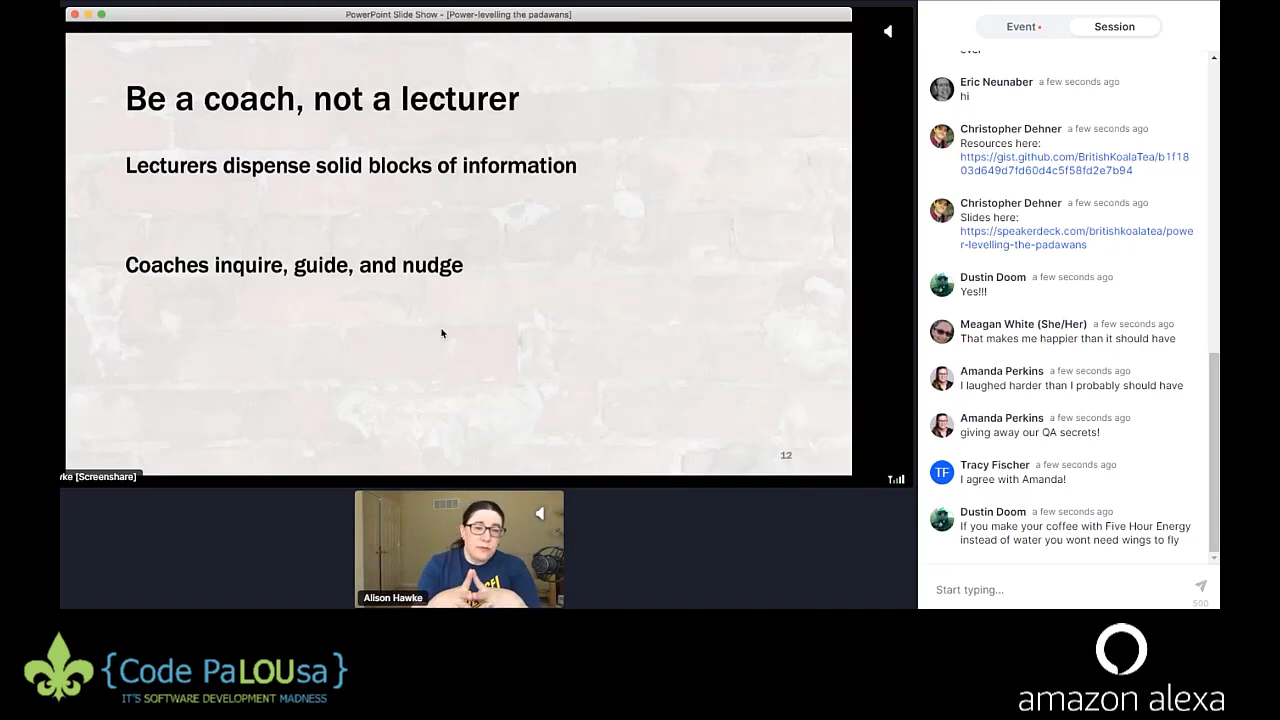 PowerPoint Slide Show - [Power-levelling the padawans]
Be a coach, not a lecturer
Lecturers dispense solid blocks of information
Coaches inquire, guide, and nudge
12
[Screenshare]
Alison Hawke
Event
Session
ever
Eric Neunaber a few seconds ago
hi
Christopher Dehner a few seconds ago
Resources here:
https://gist.github.com/BritishKoalaTea/b1f18
03d649d7fd60d4c5f58fd2e7b94
Christopher Dehner a few seconds ago
Slides here:
https://speakerdeck.com/britishkoalatea/powe
r-levelling-the-padawans
Dustin Doom a few seconds ago
Yes!!!
Meagan White (She/Her) a few seconds ago
That makes me happier than it should have
Amanda Perkins a few seconds ago
I laughed harder than I probably should have
Amanda Perkins a few seconds ago
giving away our QA secrets!
TF
Tracy Fischer a few seconds ago
I agree with Amanda!
Dustin Doom a few seconds ago
If you make your coffee with Five Hour Energy
instead of water you wont need wings to fly
Start typing...
500
{Code PaLOUsa}
IT'S SOFTWARE DEVELOPMENT MADNESS
amazon alexa